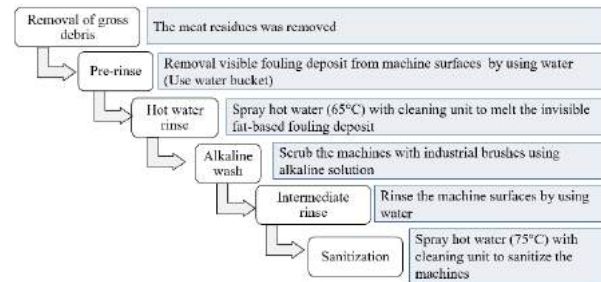 Removal of gross
debris
The meat residues was removed
Pre-rinse
Removal visible fouling deposit from machine surfaces by using water
(Use water bucket)
Hot water
rinse
Spray hot water (65°C) with cleaning unit to melt the invisible
fat-based fouling deposit
Alkaline
wash
Scrub the machines with industrial brushes using
alkaline solution
Intermediate
rinse
Rinse the machine surfaces by using
water
Sanitization
Spray hot water (75°C) with
cleaning unit to sanitize the
machines